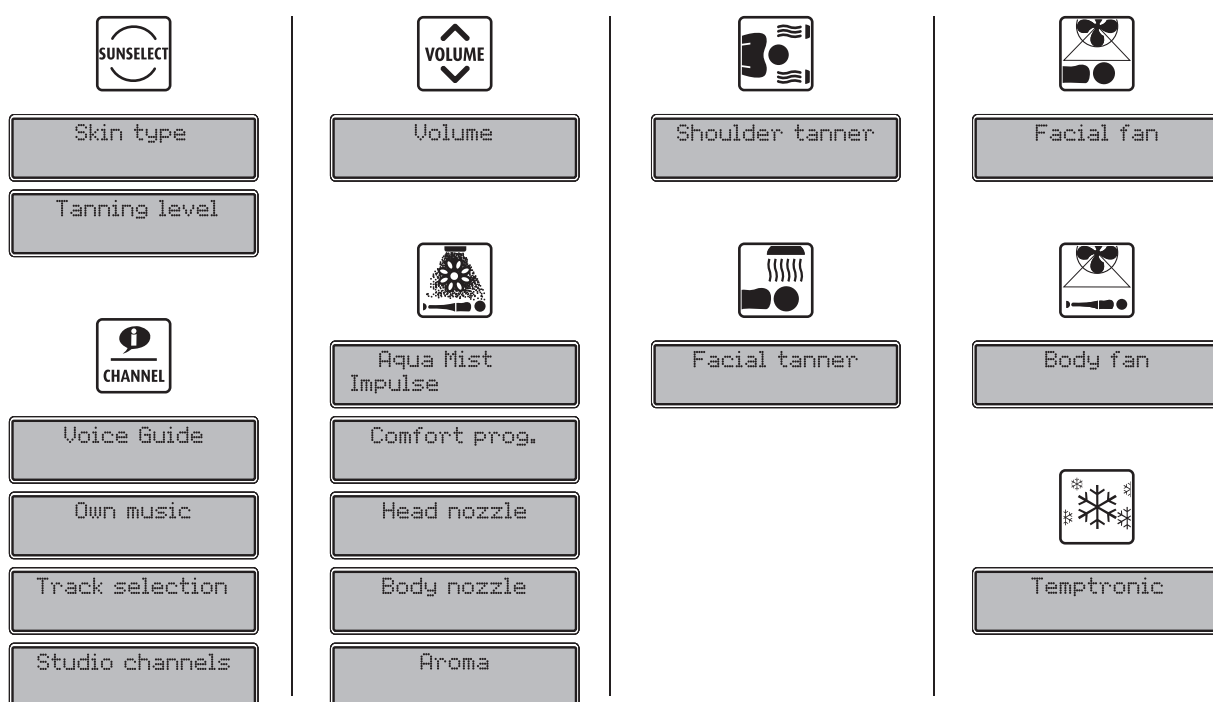 SUNSELECT
Skin type
Tanning level
CHANNEL
Voice Guide
Own music
Track selection
Studio channels
VOLUME
Volume
Aqua Mist
Impulse
Comfort prog.
Head nozzle
Body nozzle
Aroma
Shoulder tanner
Facial tanner
Facial fan
Body fan
Temptronic